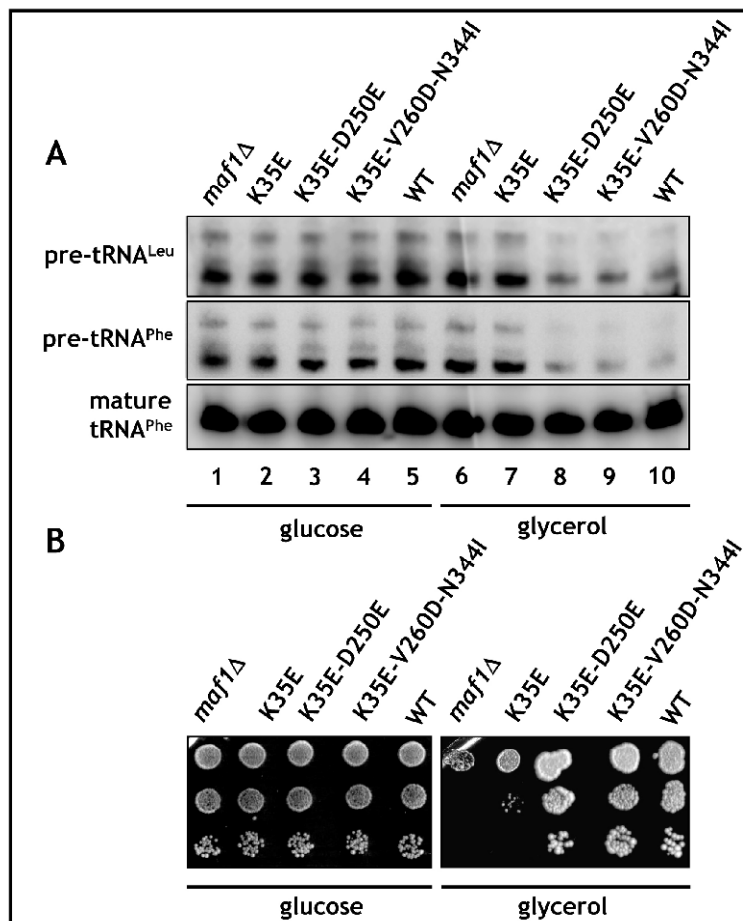 A
maf1Δ K35E K35E-D250E K35E-V260D-N344I WT maf1Δ K35E K35E-D250E K35E-V260D-N344I WT
pre-tRNALeu
pre-tRNAPhe
mature
tRNAPhe
1 2 3 4 5 6 7 8 9 10
glucose glycerol
B
maf1Δ K35E K35E-D250E K35E-V260D-N344I WT maf1Δ K35E K35E-D250E K35E-V260D-N344I WT
glucose glycerol